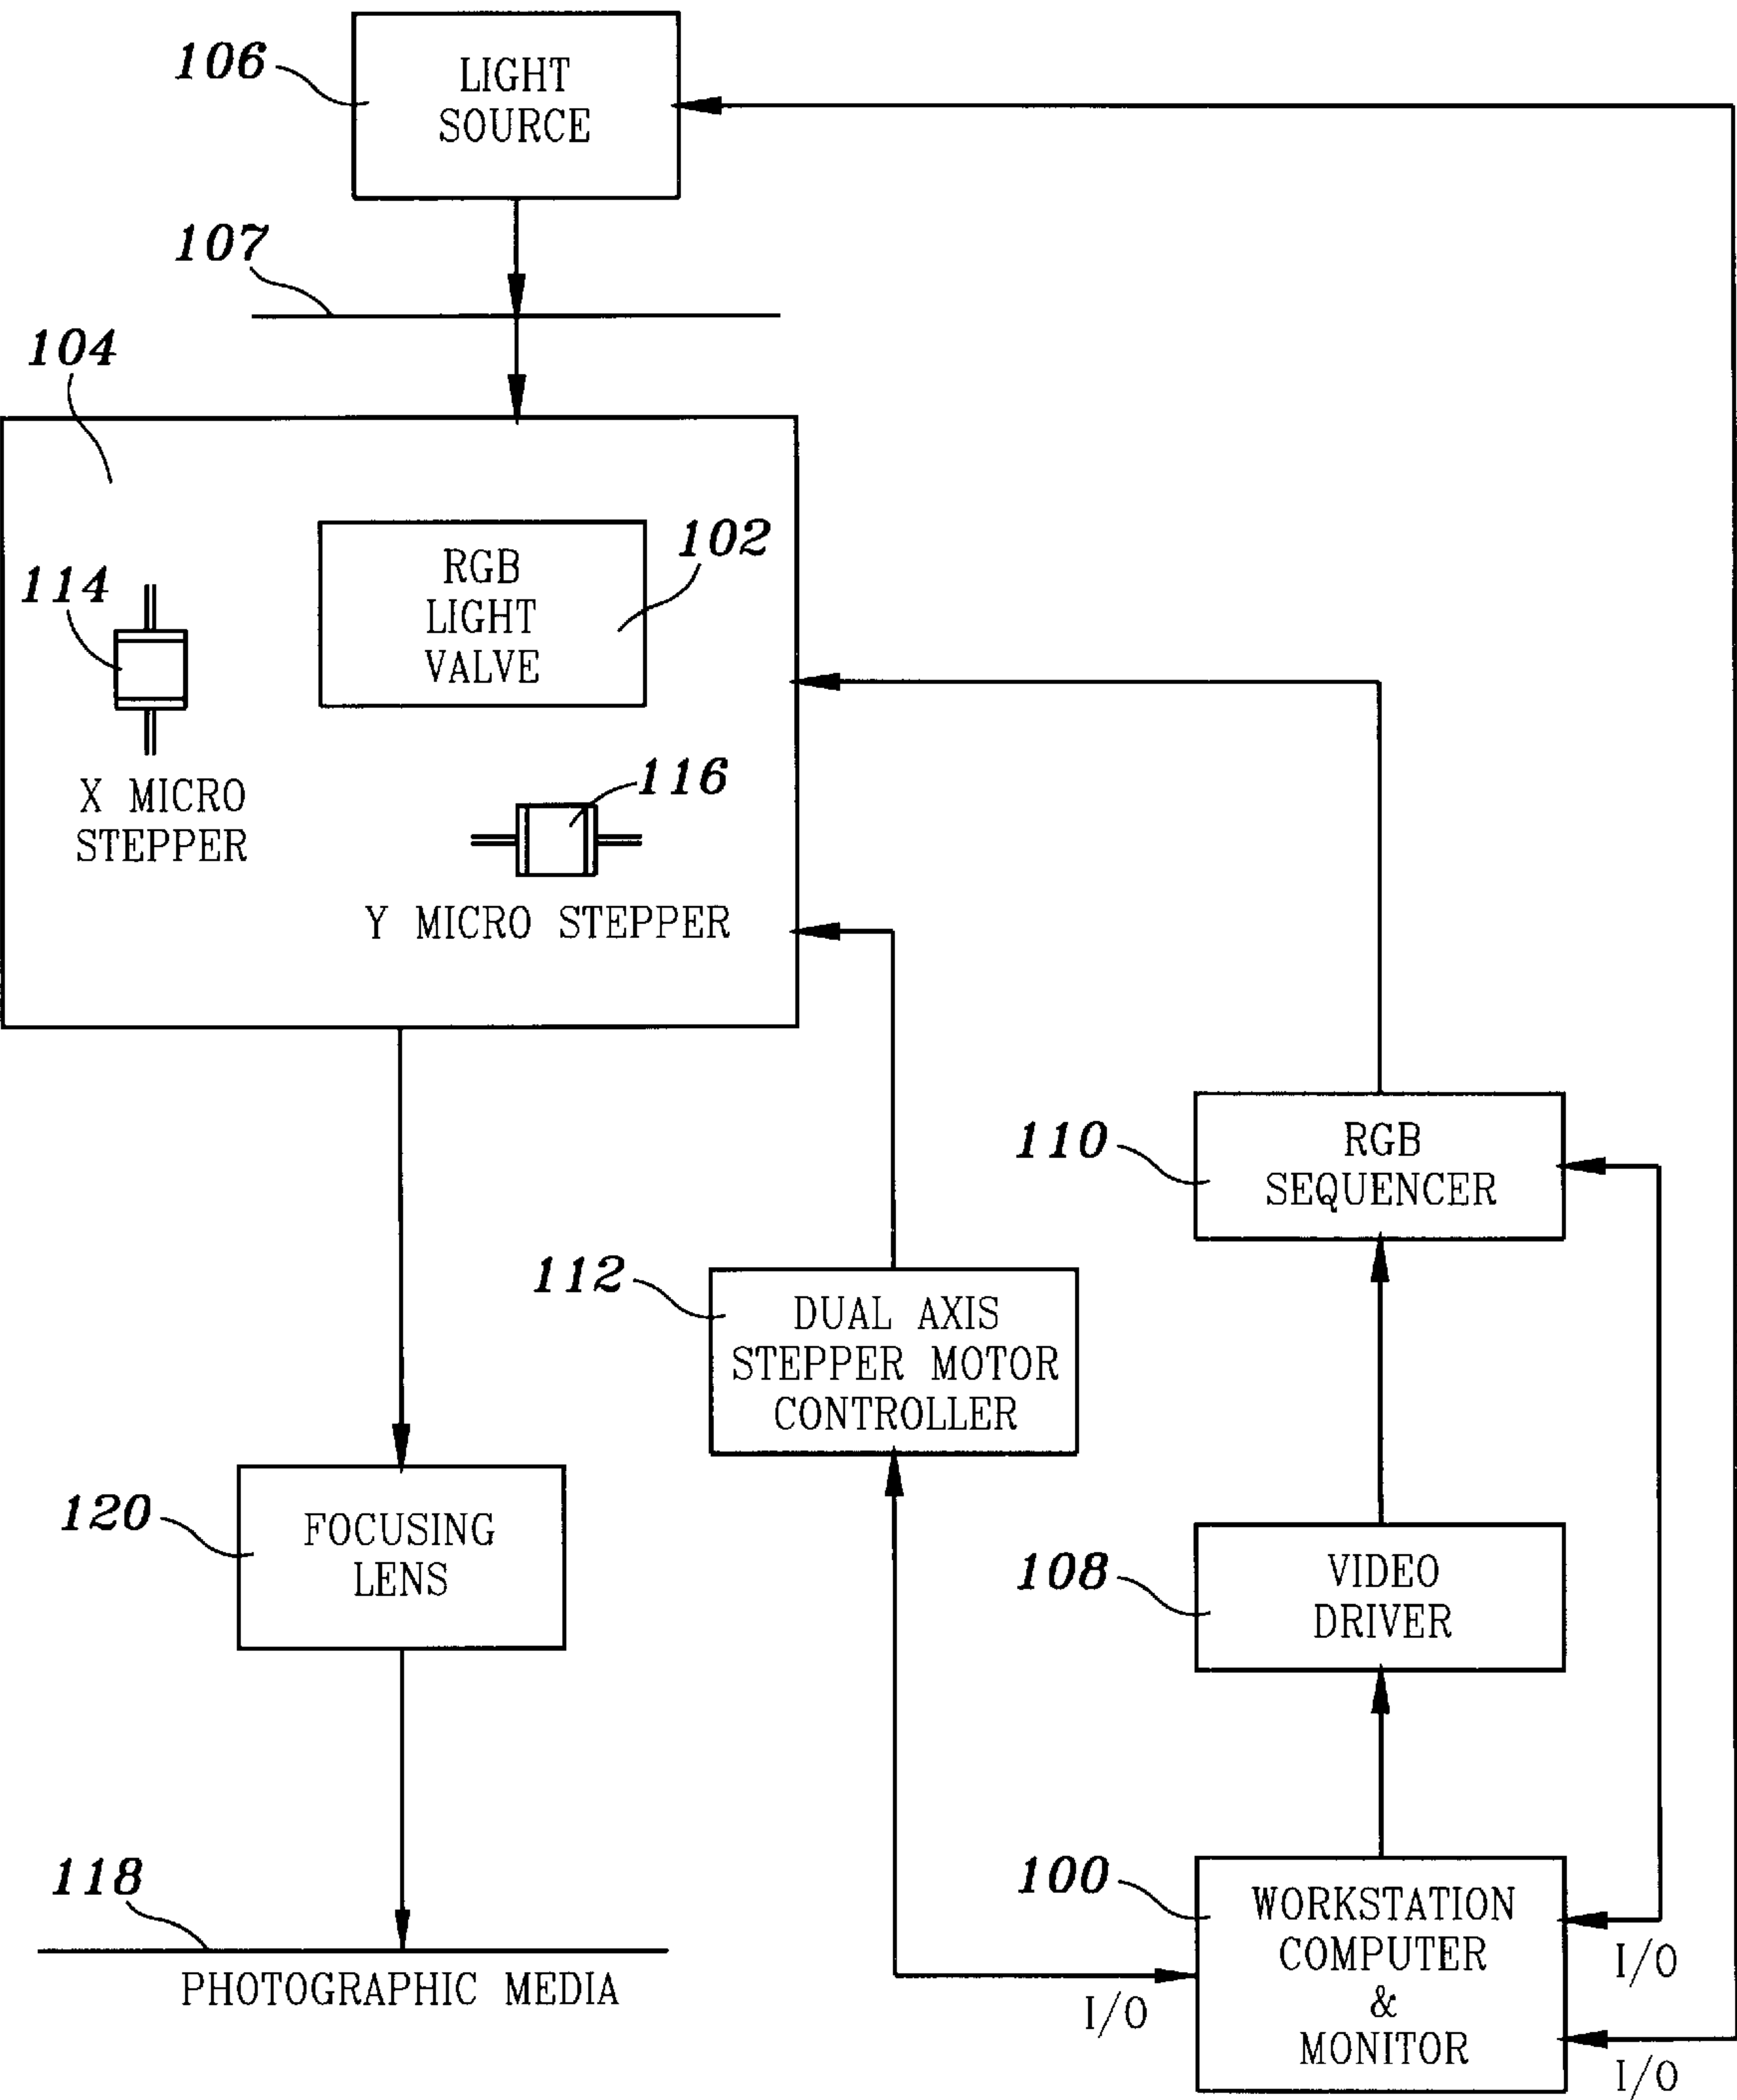 106
LIGHT
SOURCE
107
104
102
RGB
LIGHT
VALVE
114
X MICRO
STEPPER
116
Y MICRO STEPPER
110
RGB
SEQUENCER
112
DUAL AXIS
STEPPER MOTOR
CONTROLLER
120
FOCUSING
LENS
108
VIDEO
DRIVER
118
PHOTOGRAPHIC MEDIA
100
WORKSTATION
COMPUTER
&
MONITOR
I/O
I/O
I/O